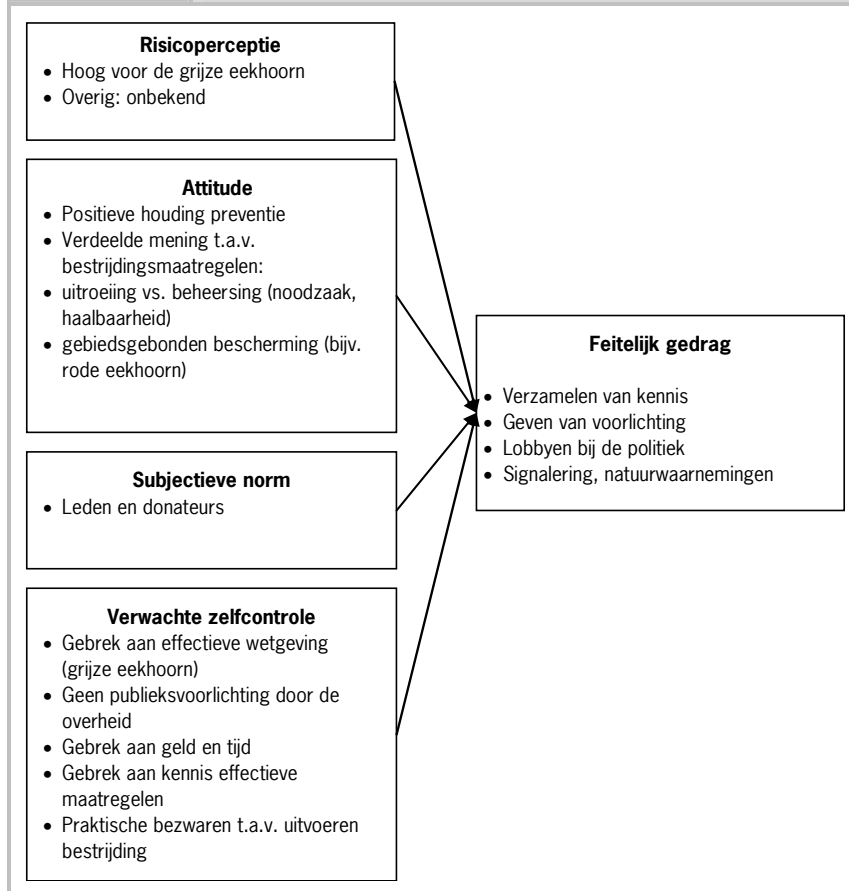 Risicoperceptie
• Hoog voor de grijze eekhoorn
• Overig: onbekend
Attitude
• Positieve houding preventie
• Verdeelde mening t.a.v.
bestrijdingsmaatregelen:
• uitroeiing vs. beheersing (noodzaak,
haalbaarheid)
• gebiedsgebonden bescherming (bijv.
rode eekhoorn)
Subjectieve norm
• Leden en donateurs
Verwachte zelfcontrole
• Gebrek aan effectieve wetgeving
(grijze eekhoorn)
• Geen publieksvoorlichting door de
overheid
• Gebrek aan geld en tijd
• Gebrek aan kennis effectieve
maatregelen
• Praktische bezwaren t.a.v. uitvoeren
bestrijding
Feitelijk gedrag
• Verzamelen van kennis
• Geven van voorlichting
• Lobbyen bij de politiek
• Signalering, natuurwaarnemingen